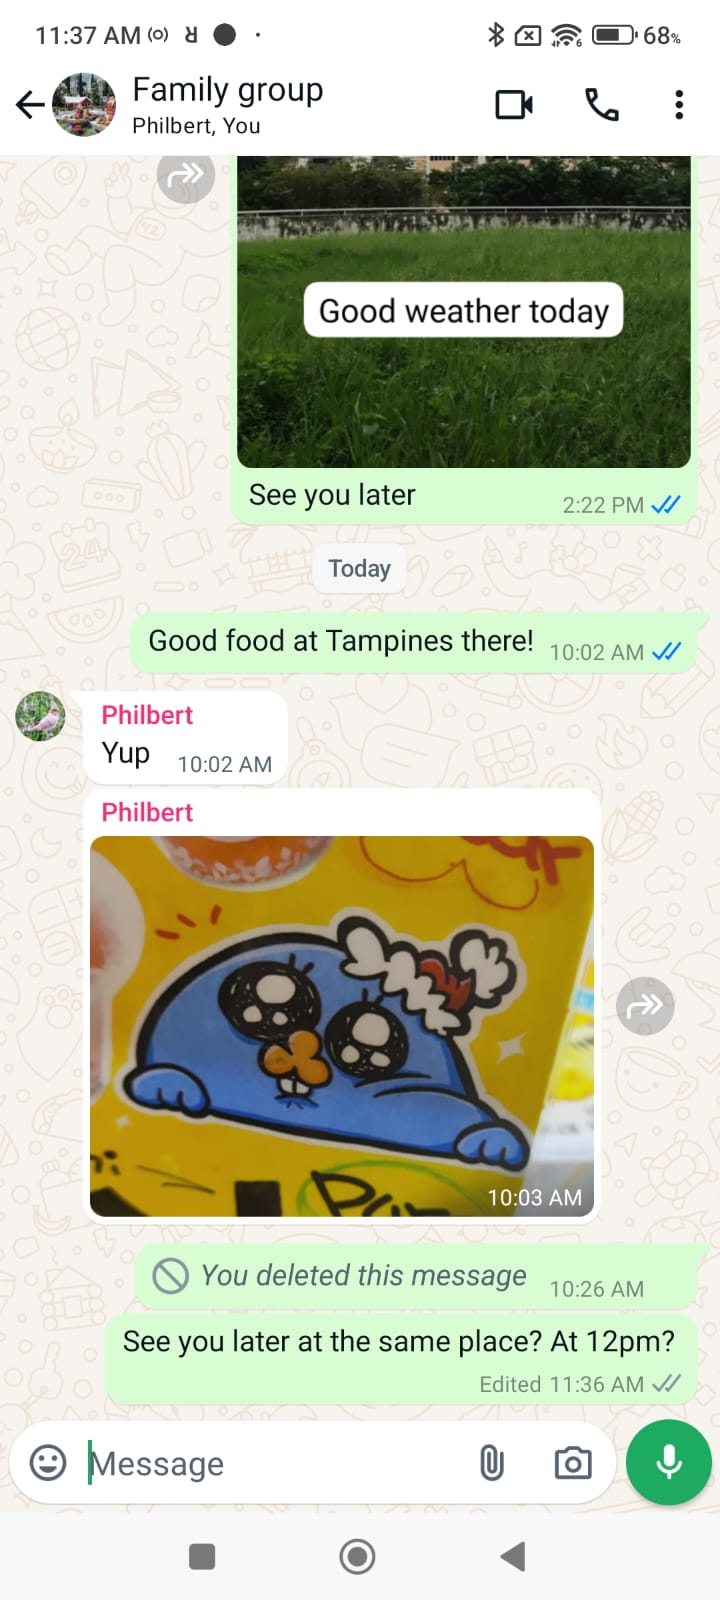 11:37 AM
68%
Family group
Philbert, You
Good weather today
See you later
2:22 PM
Today
Good food at Tampines there!
10:02 AM
Philbert
Yup
10:02 AM
Philbert
10:03 AM
You deleted this message
10:26 AM
See you later at the same place? At 12pm?
Edited 11:36 AM
Message